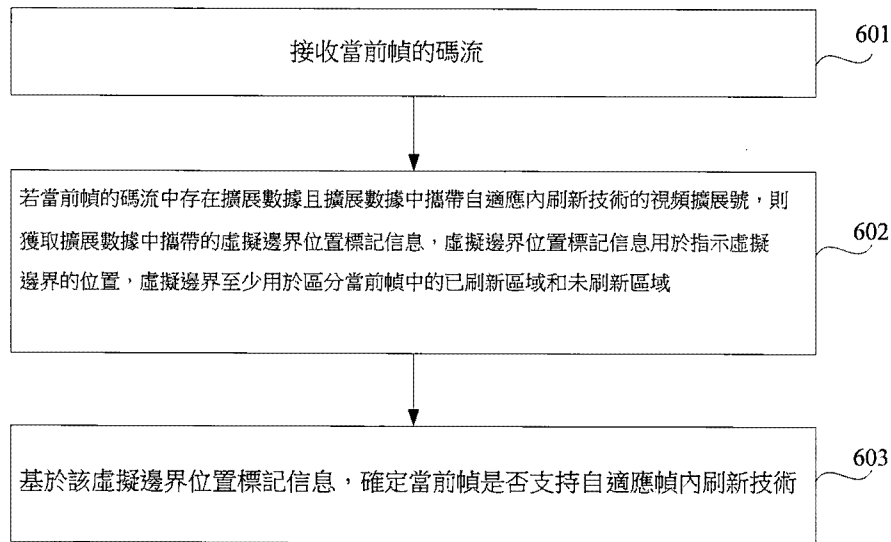 接收當前幀的碼流
601
若當前幀的碼流中存在擴展數據且擴展數據中攜帶自適應內刷新技術的視頻擴展號,則
獲取擴展數據中攜帶的虛擬邊界位置標記信息,虛擬邊界位置標記信息用於指示虛擬
邊界的位置,虛擬邊界至少用於區分當前幀中的已刷新區域和未刷新區域
602
基於該虛擬邊界位置標記信息,確定當前幀是否支持自適應幀內刷新技術
603